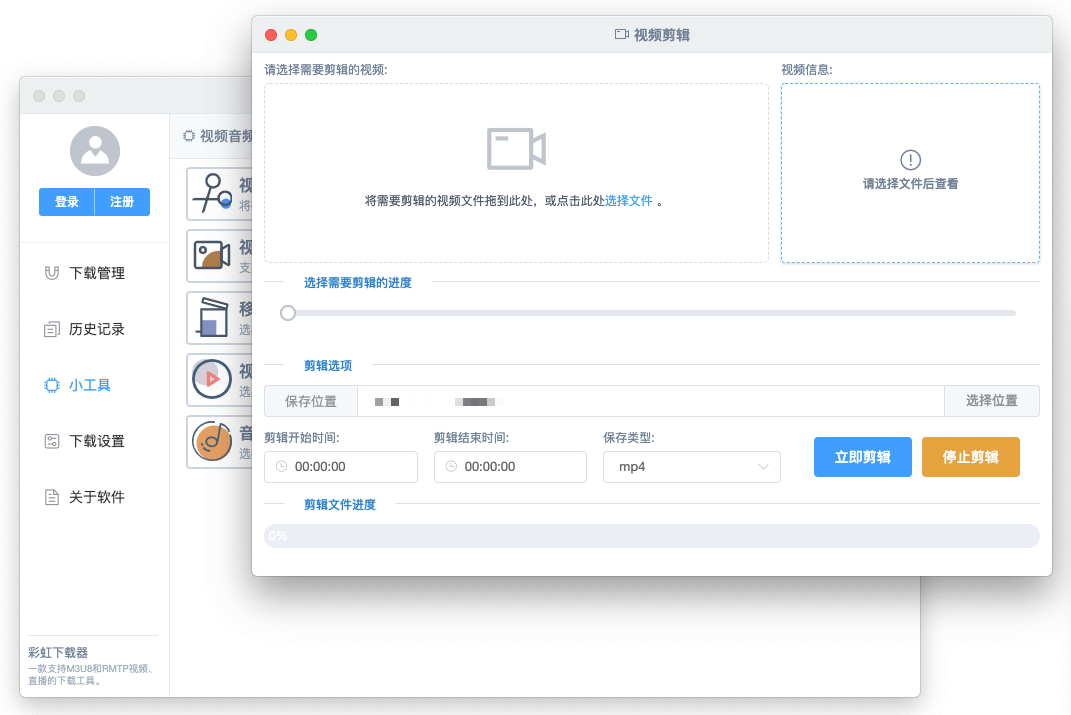 视频剪辑
请选择需要剪辑的视频:
视频信息:
将需要剪辑的视频文件拖到此处，或点击此处选择文件 。
请选择文件后查看
选择需要剪辑的进度
剪辑选项
保存位置
选择位置
剪辑开始时间:
剪辑结束时间:
保存类型:
00:00:00
00:00:00
mp4
立即剪辑
停止剪辑
剪辑文件进度
0%
登录
注册
下载管理
历史记录
小工具
下载设置
关于软件
彩虹下载器
一款支持M3U8和RMTP视频、
直播的下载工具。
视频音频
视
将
视
支
移
选
视
选
音
选